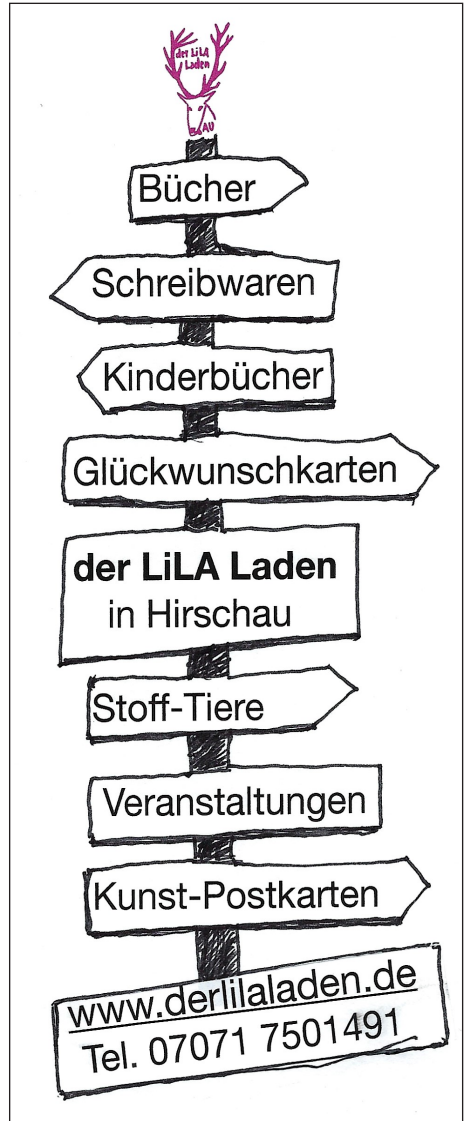 der LiLA
Laden
AU
Bücher
Schreibwaren
Kinderbücher
Glückwunschkarten
der LiLA Laden
in Hirschau
Stoff-Tiere
Veranstaltungen
Kunst-Postkarten
www.derlilaladen.de
Tel. 07071 7501491